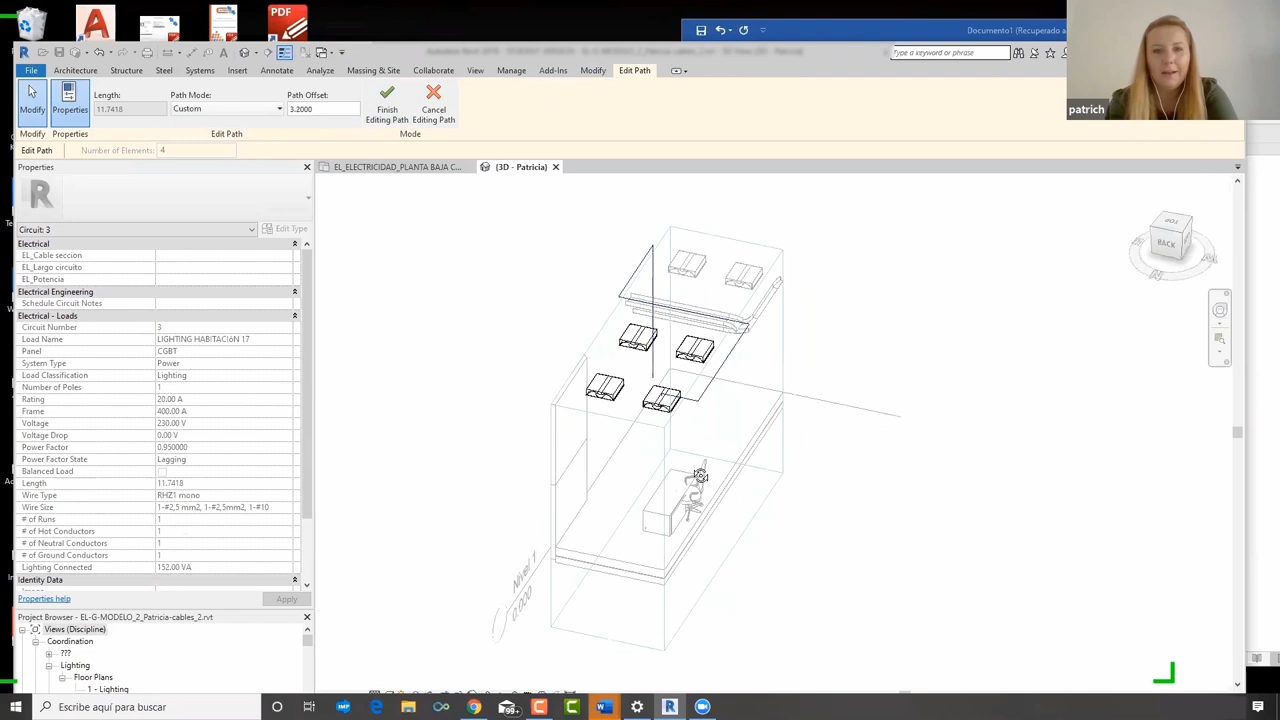 PDF
Documento1 (Recuperado a
Type a keyword or phrase
File Architecture Structure Steel Systems Insert Annotate Analyze Massing & Site Collaborate View Manage Add-Ins Modify Edit Path
Length: Path Mode: Path Offset:
Modify Properties 11.7418 Custom 3.2000 Finish Editing Path Cancel Editing Path
patrich
Modify Properties Edit Path Mode
Edit Path Number of Elements: 4
Properties
EL_ELECTRICIDAD_PLANTA BAJA C...
{3D - Patricia}
R
Circuit: 3 Edit Type
Electrical
EL_Cable seccion
EL_Largo circuito
EL_Potencia
Electrical Engineering
Schedule Circuit Notes
Electrical - Loads
Circuit Number 3
Load Name LIGHTING HABITACIóN 17
Panel CGBT
System Type Power
Load Classification Lighting
Number of Poles 1
Rating 20.00 A
Frame 400.00 A
Voltage 230.00 V
Voltage Drop 0.00 V
Power Factor 0.950000
Power Factor State Lagging
Balanced Load
Length 11.7418
Wire Type RHZ1 mono
Wire Size 1-#2,5 mm2, 1-#2,5mm2, 1-#10
# of Runs 1
# of Hot Conductors 1
# of Neutral Conductors 1
# of Ground Conductors 1
Lighting Connected 152.00 VA
Identity Data
Properties help Apply
TOP
BACK
Nivel 1
0.000
Project Browser - EL-G-MODELO_2_Patricia-cables_2.rvt
Views (Discipline)
Coordination
???
Lighting
Floor Plans
1 - Lighting
Escribe aquí para buscar
99+